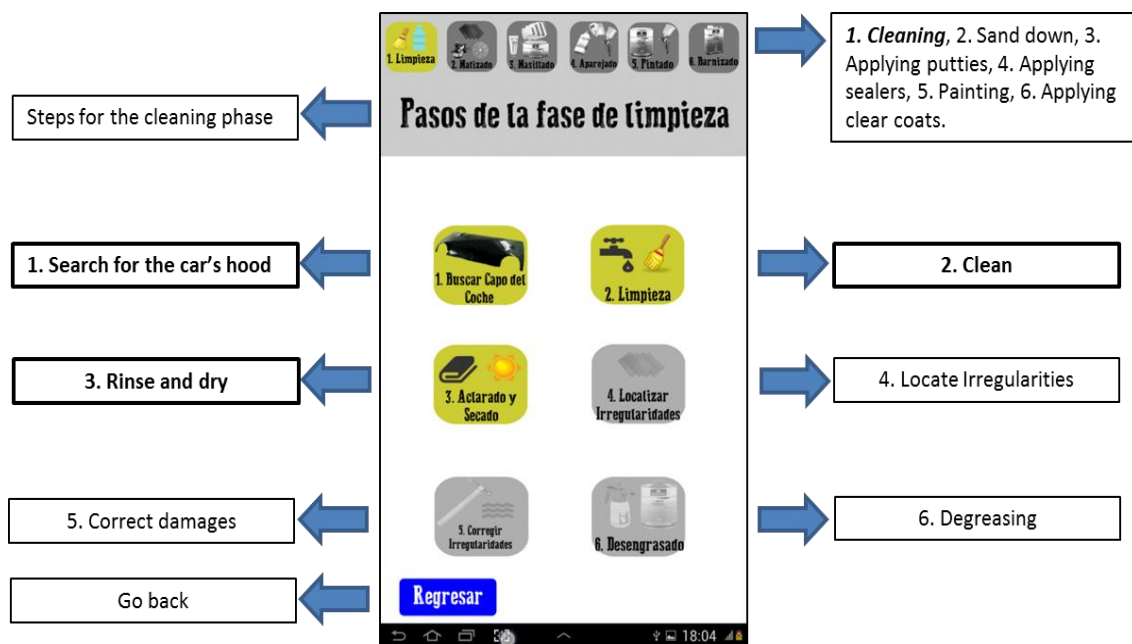 1. Limpieza
2. Matizado
3. Masillado
4. Aparejado
5. Pintado
6. Barnizado
1. Cleaning, 2. Sand down, 3.
Applying putties, 4. Applying
sealers, 5. Painting, 6. Applying
clear coats.
Steps for the cleaning phase
Pasos de la fase de limpieza
1. Search for the car's hood
1. Buscar Capo del
Coche
2. Limpieza
2. Clean
3. Rinse and dry
3. Aclarado y
Secado
4. Localizar
Irregularidades
4. Locate Irregularities
5. Correct damages
5. Corregir
Irregularidades
6. Desengrasado
6. Degreasing
Go back
Regresar
18:04